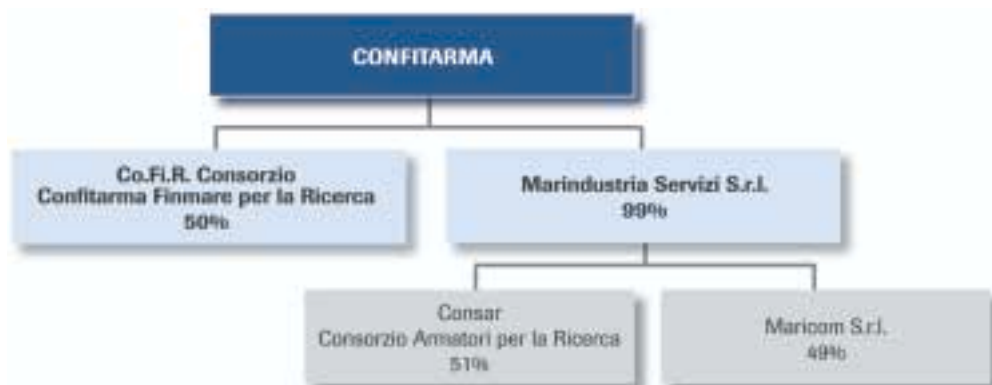 CONFITARMA
Co.Fi.R. Consorzio
Confitarma Finmare per la Ricerca
50%
Marindustria Servizi S.r.l.
99%
Consar
Consorzio Armatori per la Ricerca
51%
Maricom S.r.l.
49%